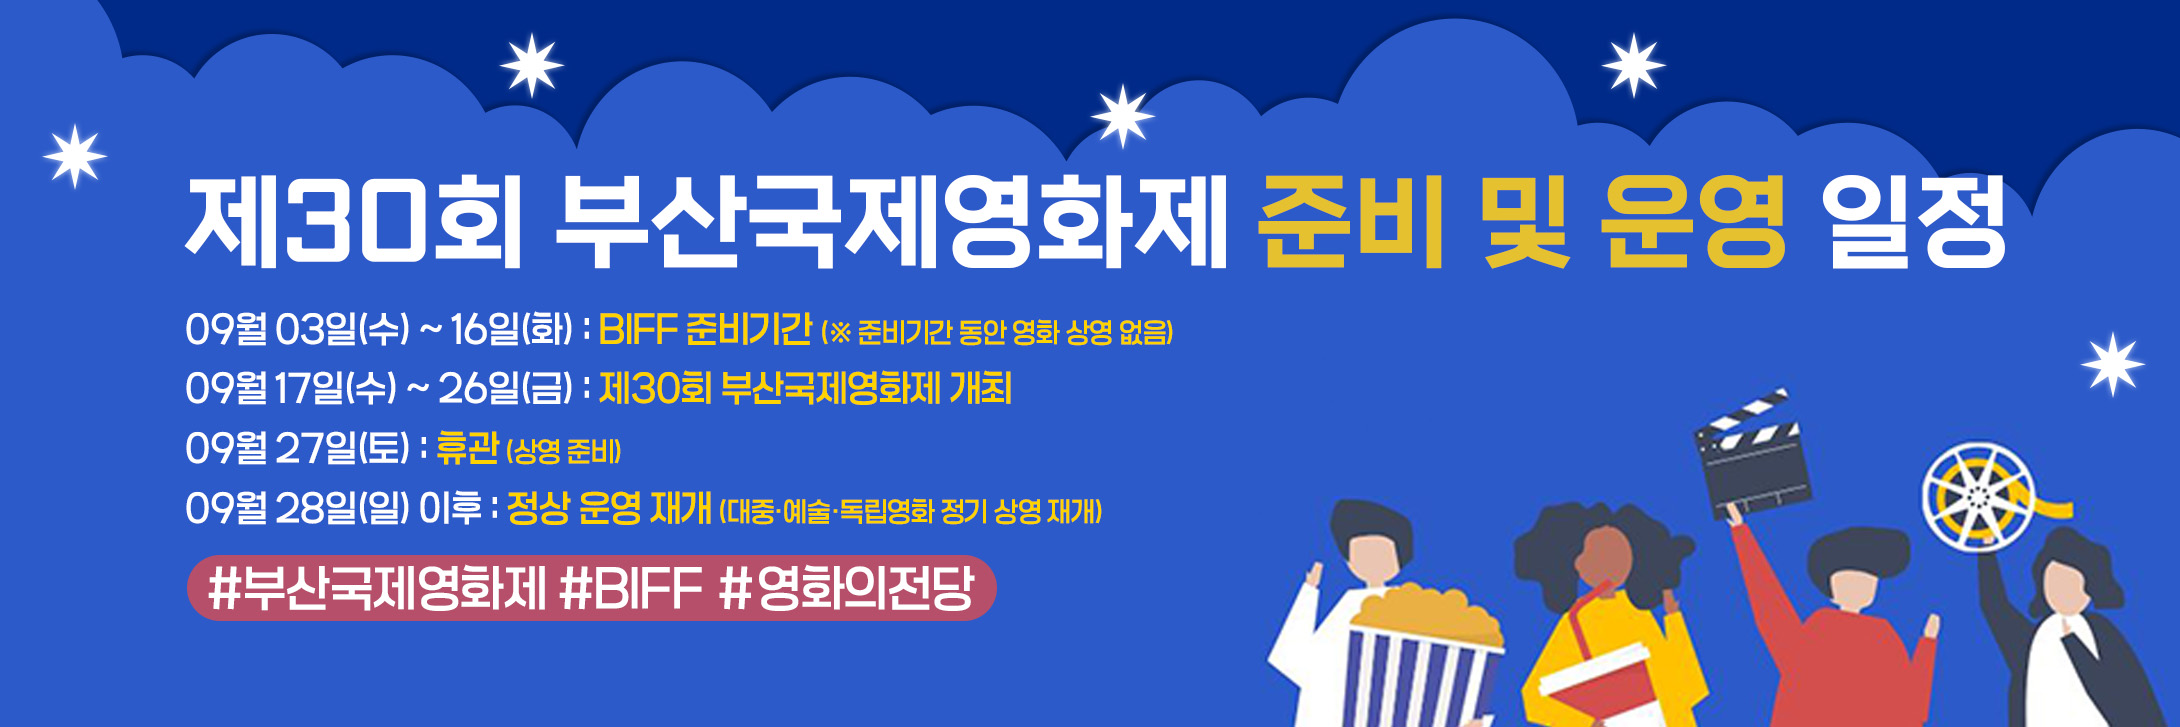 제30회 부산국제영화제 준비 및 운영 일정
09월 03일(수) ~ 16일(화) : BIFF 준비기간 (※ 준비기간 동안 영화 상영 없음)
09월 17일(수) ~ 26일(금) : 제30회 부산국제영화제 개최
09월 27일(토) : 휴관 (상영 준비)
09월 28일(일) 이후 : 정상 운영 재개 (대중·예술·독립영화 정기 상영 재개)
#부산국제영화제 #BIFF #영화의전당